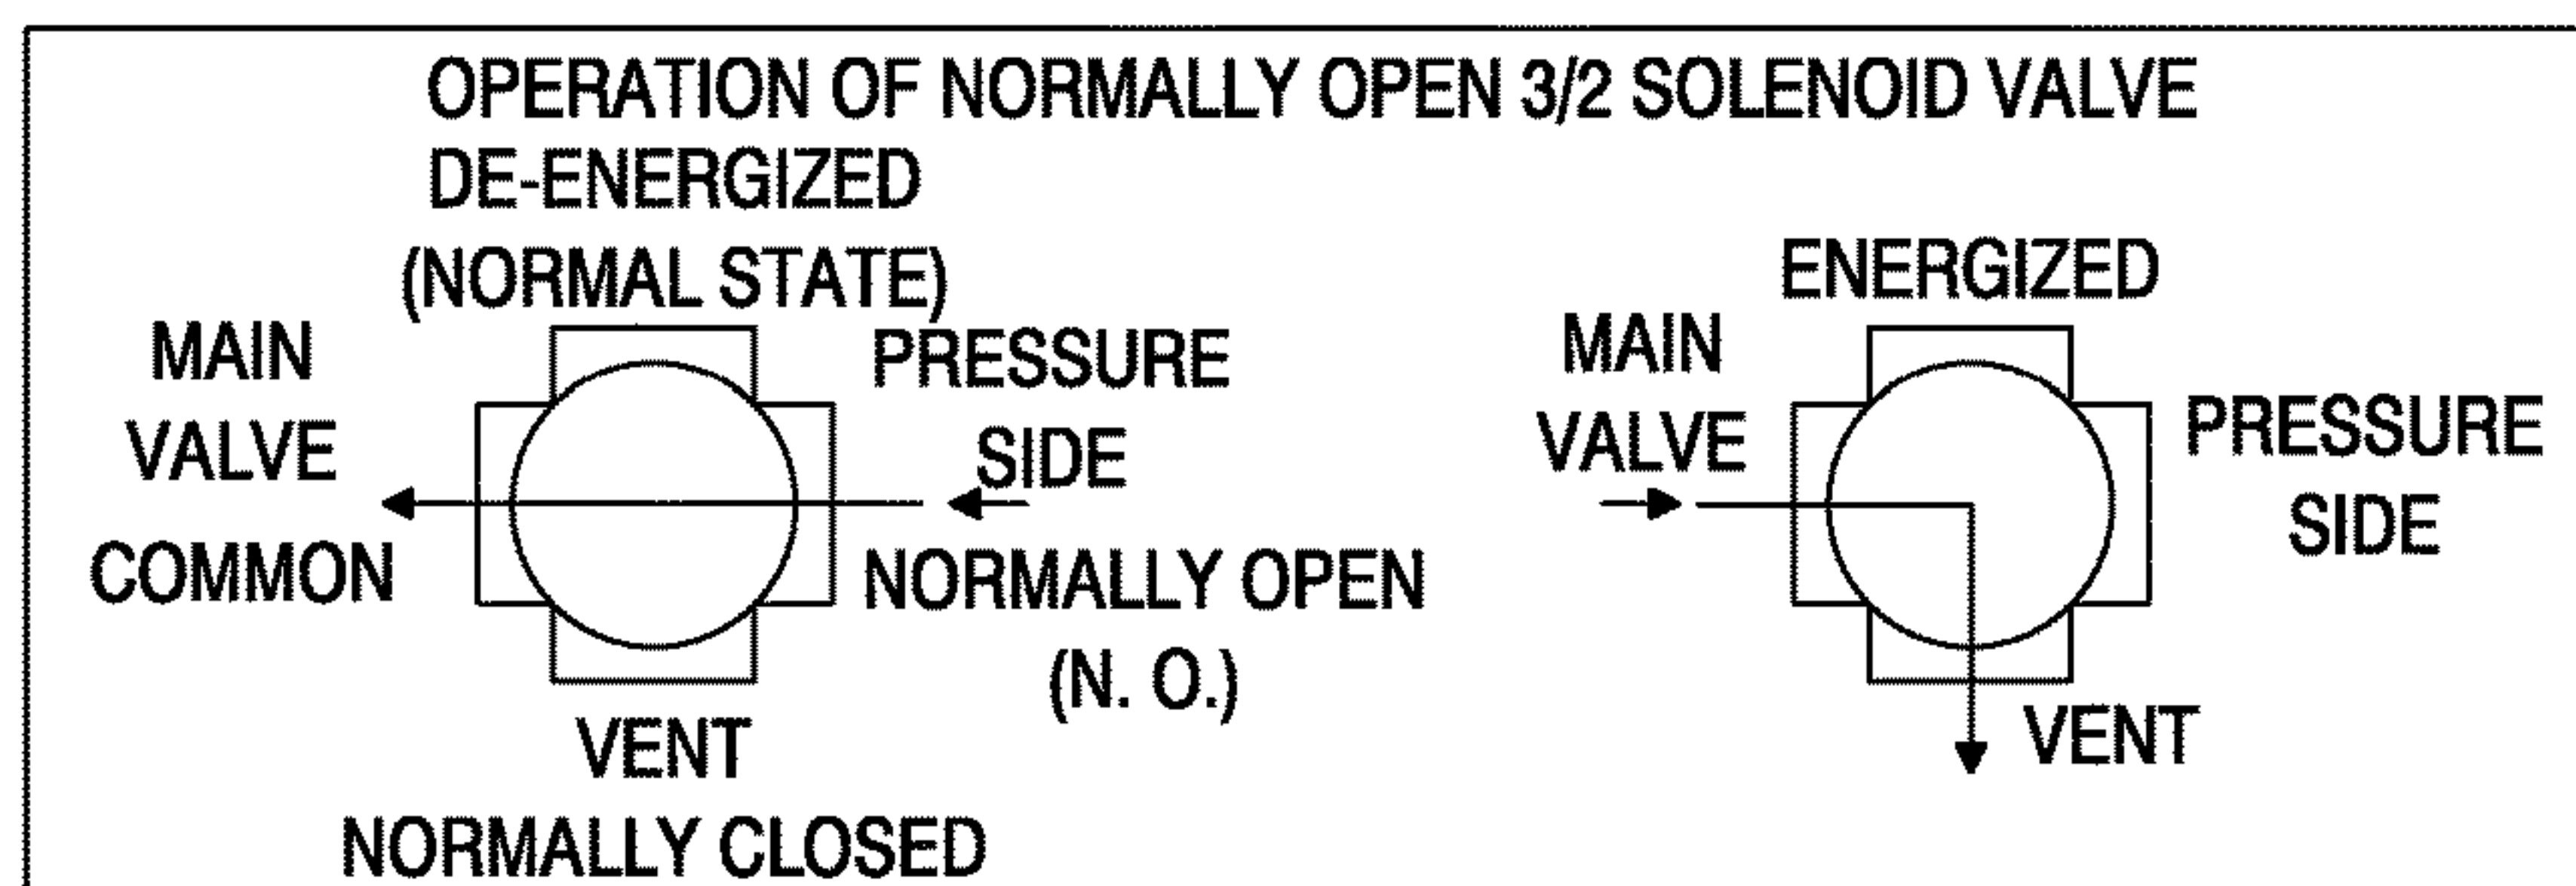 OPERATION OF NORMALLY OPEN 3/2 SOLENOID VALVE
DE-ENERGIZED
(NORMAL STATE)
MAIN
VALVE
COMMON
PRESSURE
SIDE
NORMALLY OPEN
(N. O.)
VENT
NORMALLY CLOSED
ENERGIZED
MAIN
VALVE
PRESSURE
SIDE
VENT